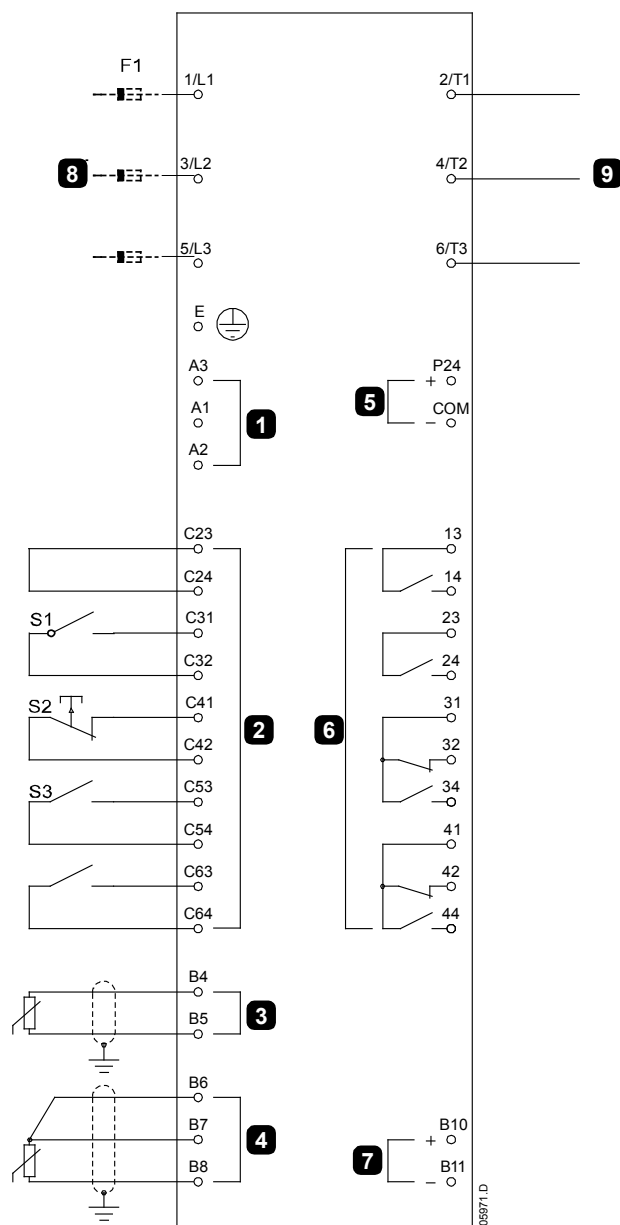 F1
1/L1
2/T1
8
3/L2
4/T2
9
5/L3
6/T3
E
A3
P24
5
+
A1
COM
1
-
A2
C23
13
C24
14
S1
C31
23
C32
24
S2
C41
31
2
6
C42
32
S3
C53
34
C54
41
C63
42
C64
44
B4
3
B5
B6
B7
B10
4
7
+
B8
B11
-
05971.D